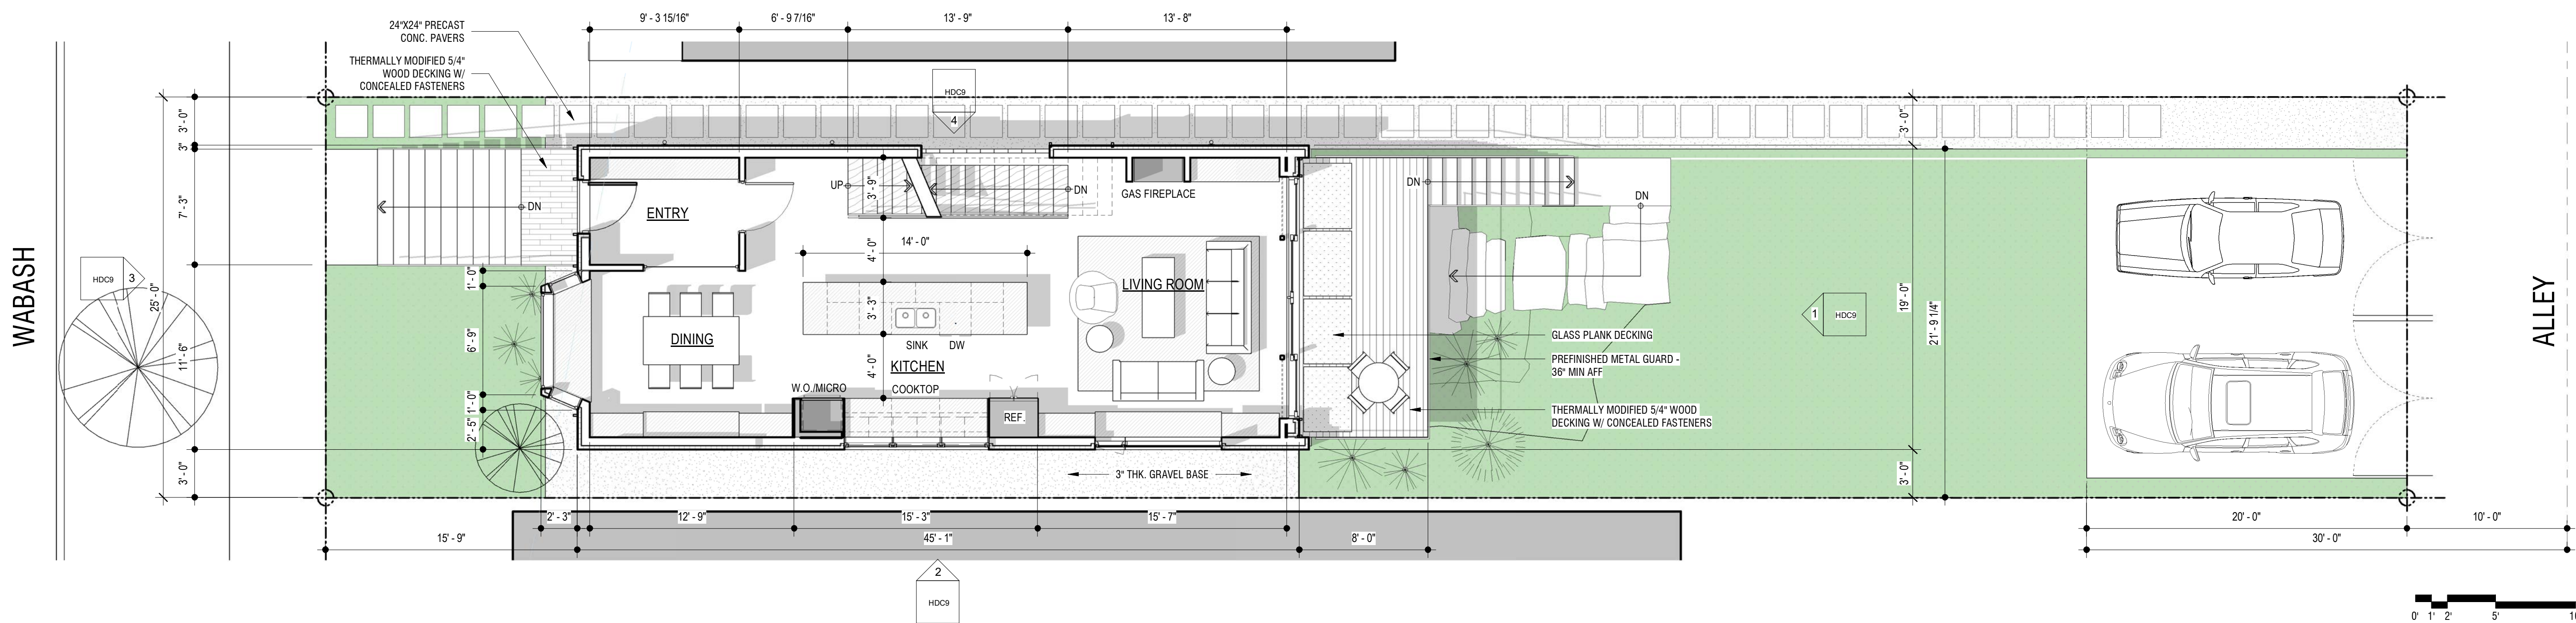 9' - 3 15/16"
6' - 9 7/16"
13' - 9"
13' - 8"
24"X24" PRECAST
CONC. PAVERS
THERMALLY MODIFIED 5/4"
WOOD DECKING W/
CONCEALED FASTENERS
HDC9
4
3' - 0"
3"
7' - 3"
25' - 0"
11' - 6"
3' - 0"
WABASH
HDC9
3
DN
1' - 0"
6' - 9"
1' - 0"
2' - 5"
ENTRY
UP
3' - 9"
DN
GAS FIREPLACE
14' - 0"
4' - 0"
3' - 3"
4' - 0"
DINING
SINK
DW
KITCHEN
W.O./MICRO
COOKTOP
REF.
LIVING ROOM
DN
DN
GLASS PLANK DECKING
PREFINISHED METAL GUARD -
36" MIN AFF
THERMALLY MODIFIED 5/4" WOOD
DECKING W/ CONCEALED FASTENERS
3" THK. GRAVEL BASE
1
HDC9
3' - 0"
19' - 0"
21' - 9 1/4"
3' - 0"
ALLEY
2' - 3"
12' - 9"
15' - 3"
15' - 7"
20' - 0"
10' - 0"
15' - 9"
45' - 1"
8' - 0"
30' - 0"
2
HDC9
0'
1'
2'
5'